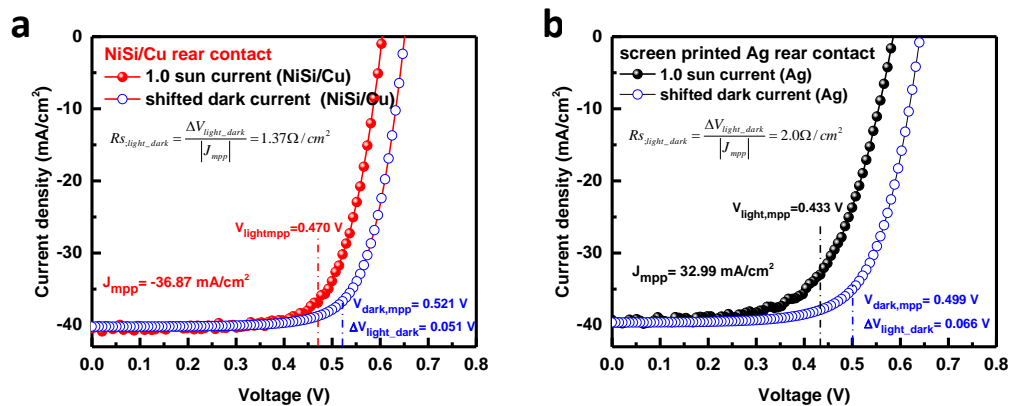 a
NiSi/Cu rear contact
1.0 sun current (NiSi/Cu)
shifted dark current (NiSi/Cu)
Rs;light_dark = ΔVlight_dark / |Jmpp| = 1.37Ω/cm²
Vlightmpp=0.470 V
Jmpp= -36.87 mA/cm²
Vdark,mpp= 0.521 V
ΔVlight_dark= 0.051 V
Current density (mA/cm²)
0
-10
-20
-30
-40
0.0 0.1 0.2 0.3 0.4 0.5 0.6 0.7 0.8
Voltage (V)
b
screen printed Ag rear contact
1.0 sun current (Ag)
shifted dark current (Ag)
Rs;light_dark = ΔVlight_dark / |Jmpp| = 2.0Ω/cm²
Vlight,mpp=0.433 V
Jmpp= 32.99 mA/cm²
Vdark,mpp= 0.499 V
ΔVlight_dark= 0.066 V
Current density (mA/cm²)
0
-10
-20
-30
-40
0.0 0.1 0.2 0.3 0.4 0.5 0.6 0.7 0.8
Voltage (V)